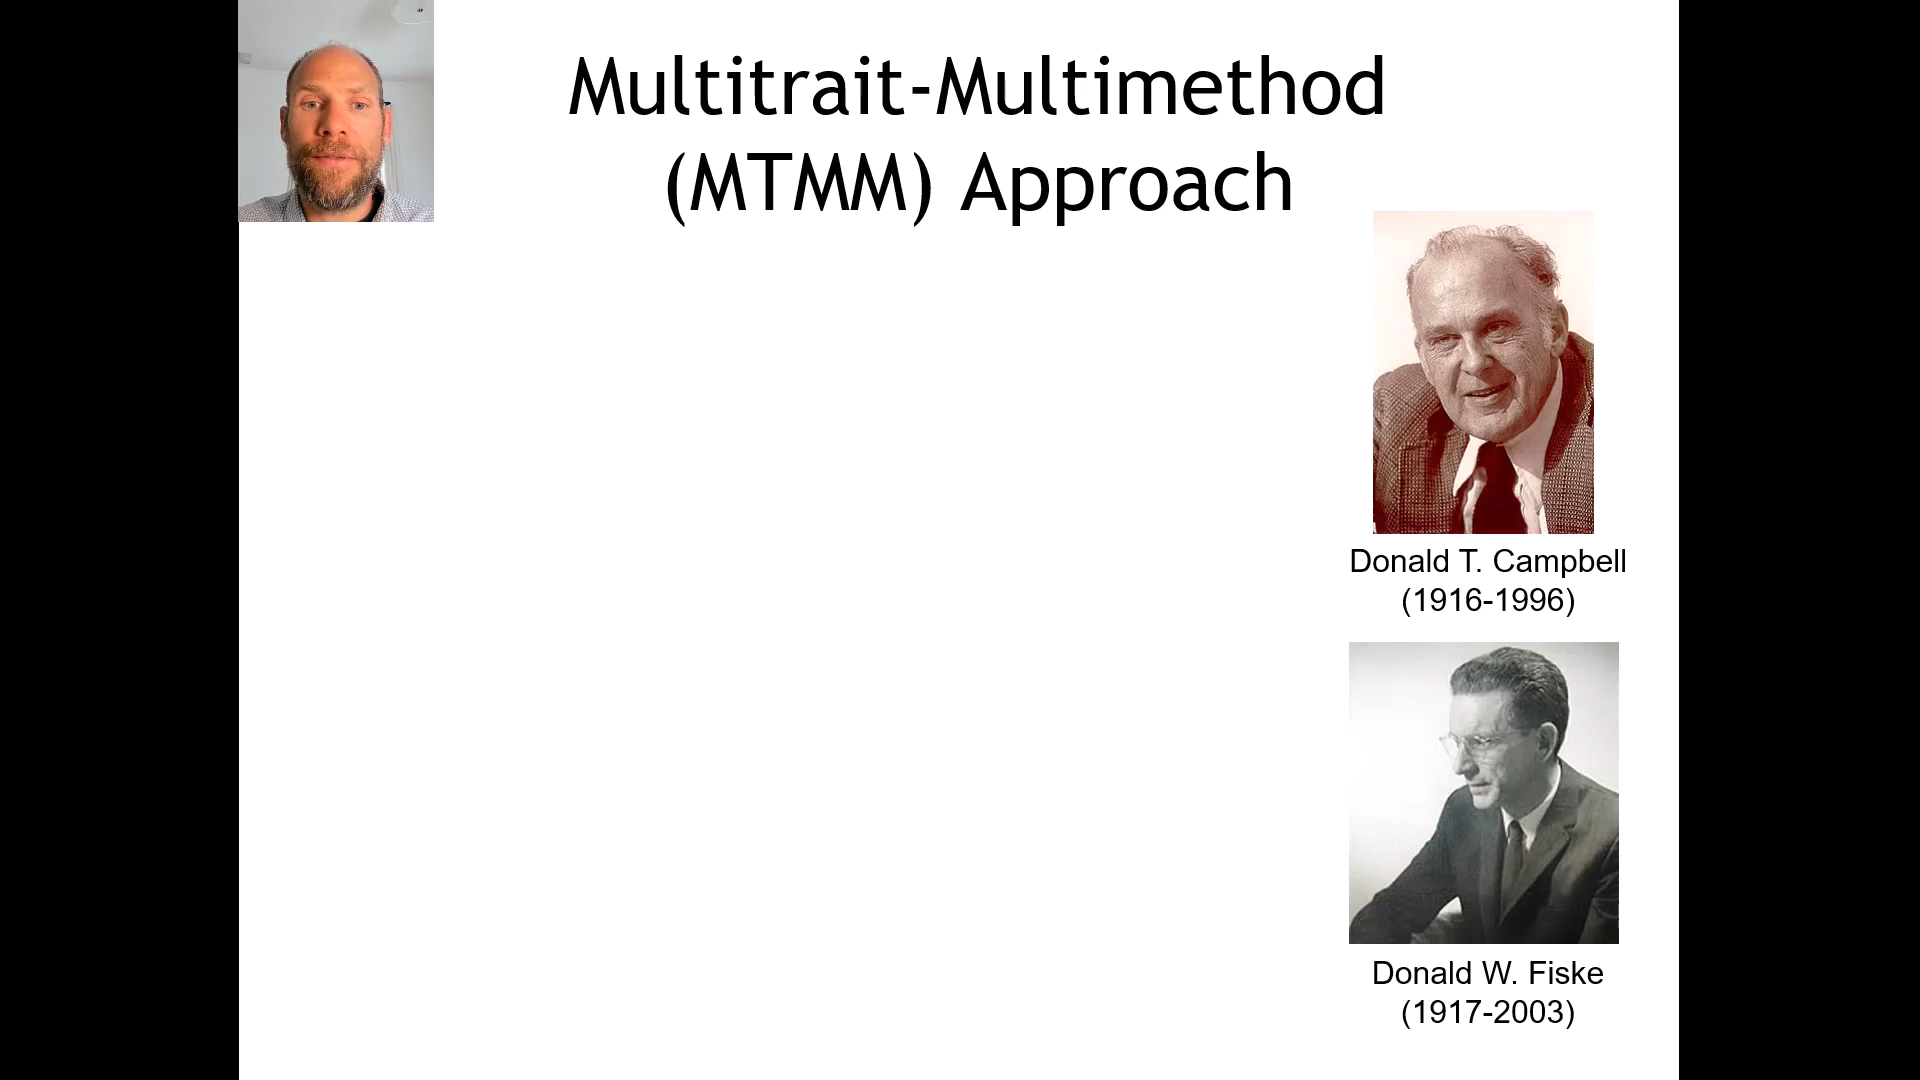 Multitrait-Multimethod
(MTMM) Approach
Donald T. Campbell
(1916-1996)
Donald W. Fiske
(1917-2003)